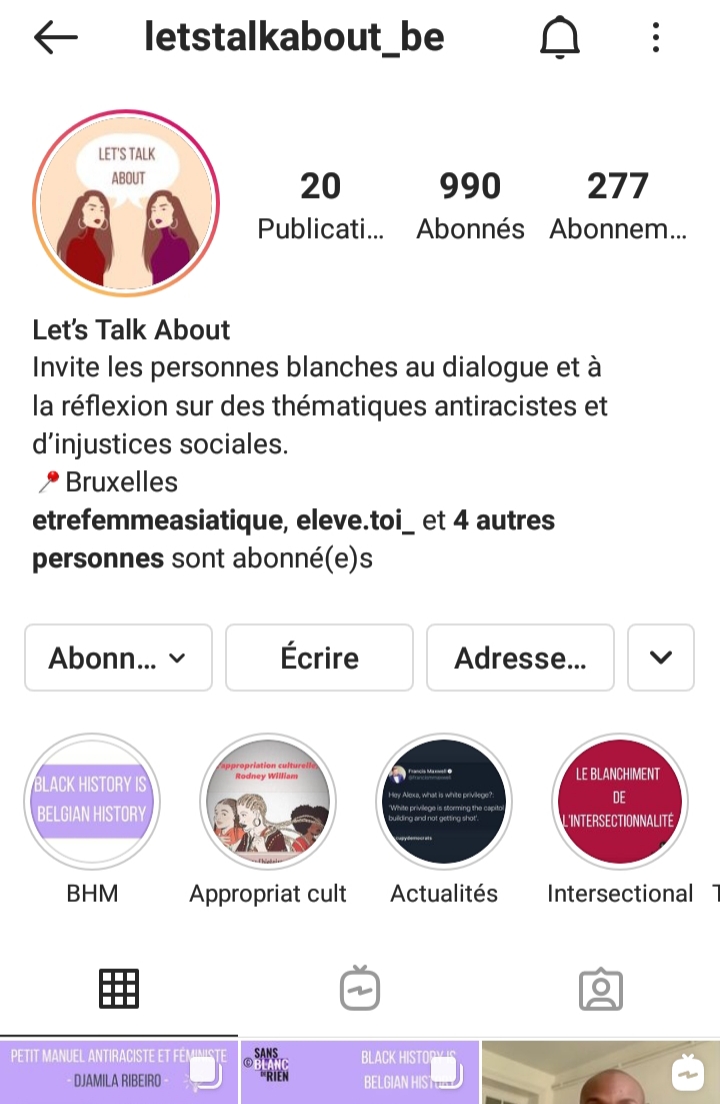 letstalkabout_be
LET'S TALK
ABOUT
20
990
277
Publicati...
Abonnés
Abonnem...
Let's Talk About
Invite les personnes blanches au dialogue et à
la réflexion sur des thématiques antiracistes et
d'injustices sociales.
Bruxelles
etrefemmeasiatique, eleve.toi_ et 4 autres
personnes sont abonné(e)s
Abonn...
Écrire
Adresse...
BLACK HISTORY IS
BELGIAN HISTORY
appropriation culturelle
Rodney William
Francis Maxwell
Hey Alexa, what is white privilege?:
'White privilege is storming the capitol
building and not getting shot'.
LE BLANCHIMENT
DE
L'INTERSECTIONNALITÉ
BHM
Appropriat cult
Actualités
Intersectional
T
PETIT MANUEL ANTIRACISTE ET FÉMINISTE
- DJAMILA RIBEIRO -
SANS
© BLANC
DE RIEN
BLACK HISTORY IS
BELGIAN HIST